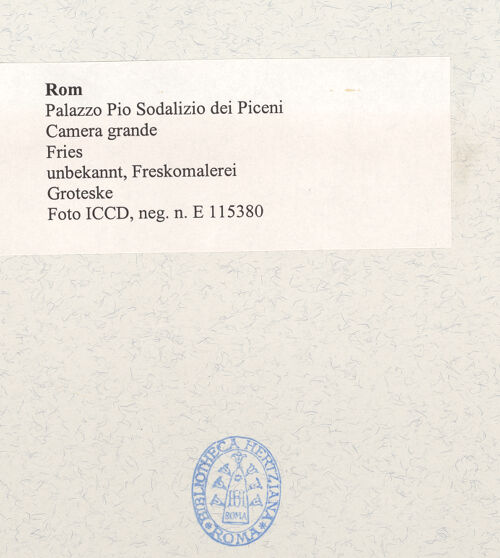 Rom
Palazzo Pio Sodalizio dei Piceni
Camera grande
Fries
unbekannt, Freskomalerei
Groteske
Foto ICCD, neg. n. E 115380
BIBLIOTHECA HERTZIANA
ROMA
ROMA